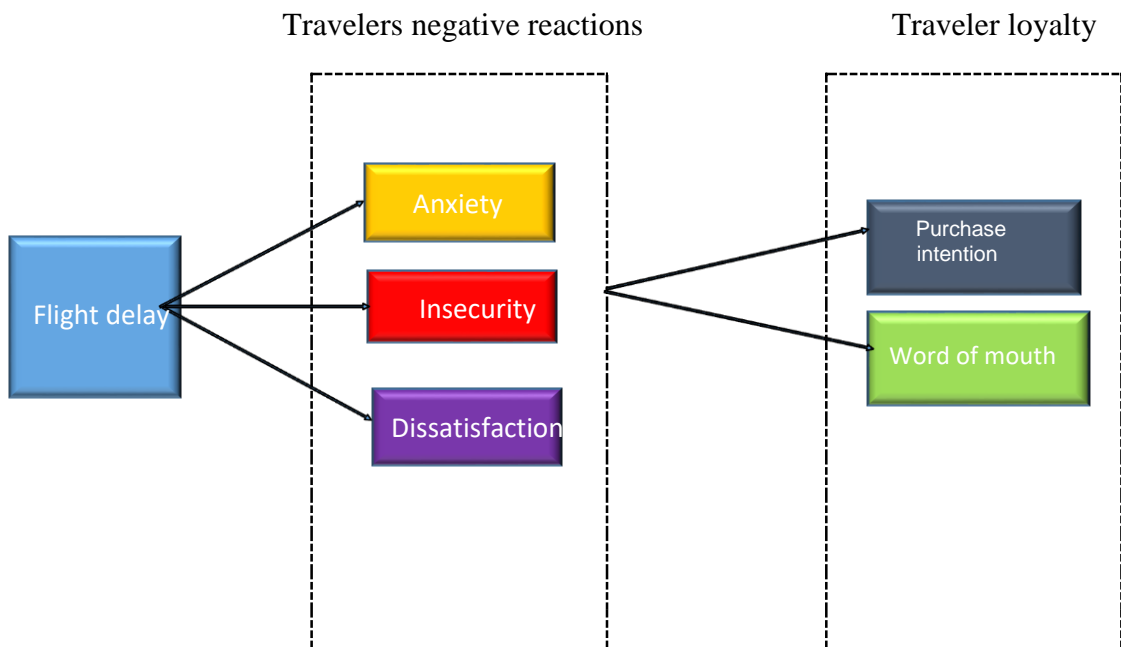 Travelers negative reactions
Traveler loyalty
Anxiety
Purchase
intention
Flight delay
Insecurity
Word of mouth
Dissatisfaction